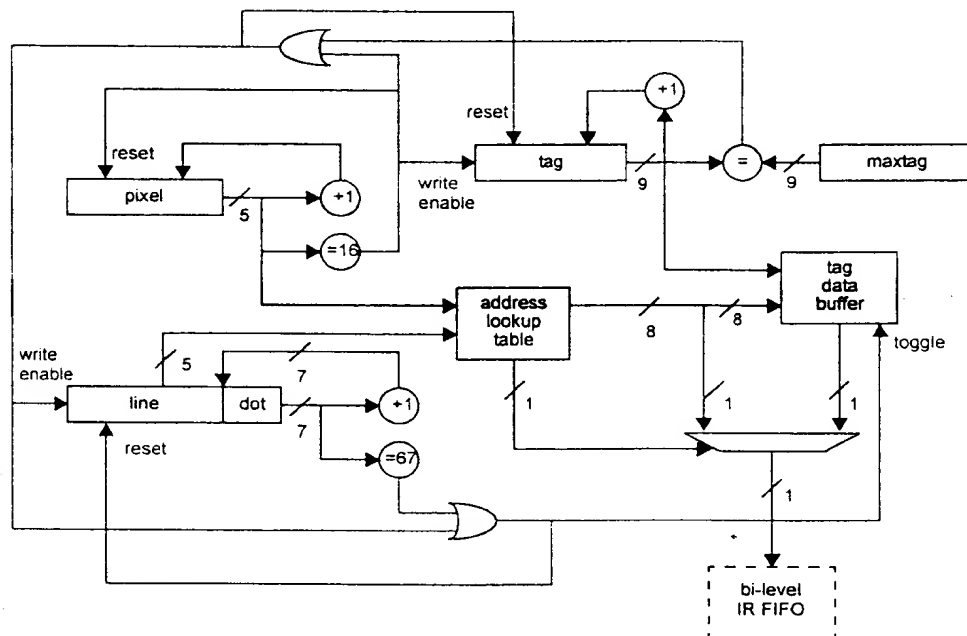 reset
+1
reset
tag
9
=
9
maxtag
pixel
5
+1
write
enable
=16
tag
data
buffer
address
lookup
table
8
8
toggle
write
enable
5
7
1
1
1
line
dot
7
+1
reset
=67
1
bi-level
IR FIFO